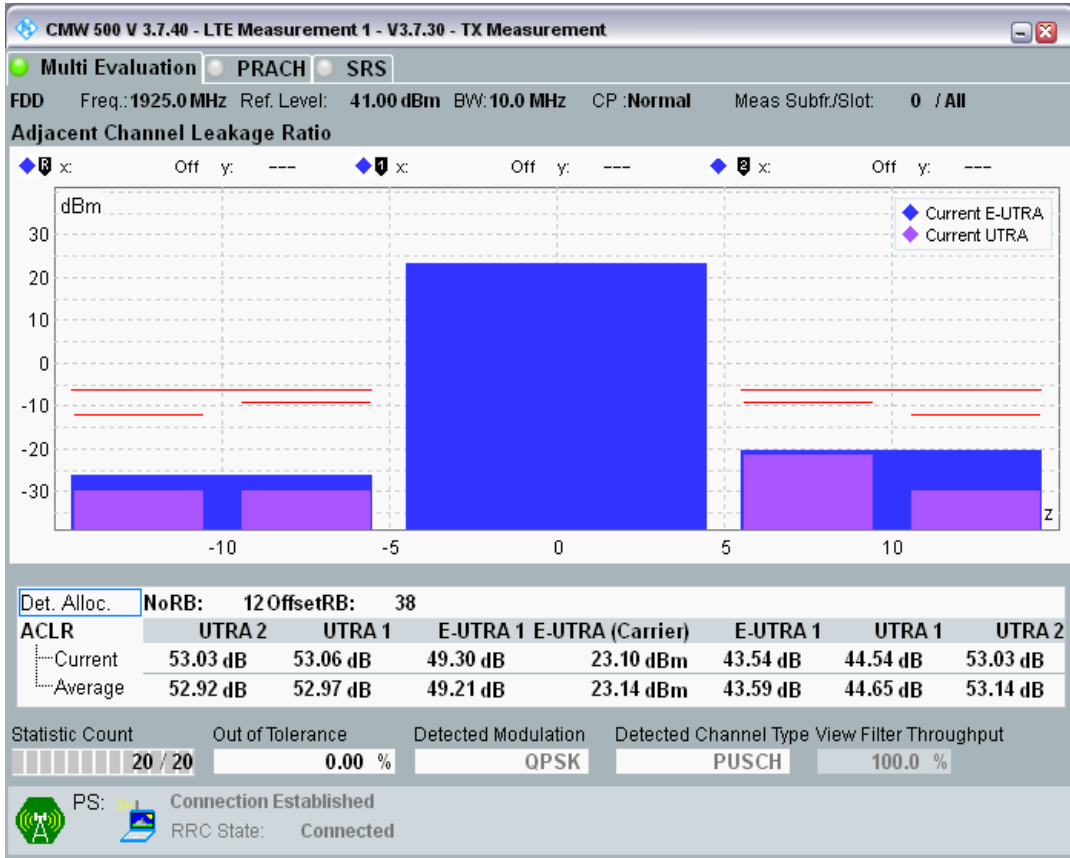 CMW 500 V 3.7.40 - LTE Measurement 1 - V3.7.30 - TX Measurement
Multi Evaluation PRACH SRS
FDD Freq.: 1925.0 MHz Ref. Level: 41.00 dBm BW: 10.0 MHz CP :Normal Meas Subfr./Slot: 0 / All
Adjacent Channel Leakage Ratio
R x: Off y: --- 1 x: Off y: --- 2 x: Off y: ---
dBm
Current E-UTRA
Current UTRA
30
20
10
0
-10
-20
-30
z
-10 -5 0 5 10
Det. Alloc. NoRB: 12 OffsetRB: 38
ACLR UTRA 2 UTRA 1 E-UTRA 1 E-UTRA (Carrier) E-UTRA 1 UTRA 1 UTRA 2
Current 53.03 dB 53.06 dB 49.30 dB 23.10 dBm 43.54 dB 44.54 dB 53.03 dB
Average 52.92 dB 52.97 dB 49.21 dB 23.14 dBm 43.59 dB 44.65 dB 53.14 dB
Statistic Count Out of Tolerance Detected Modulation Detected Channel Type View Filter Throughput
20 / 20 0.00 % QPSK PUSCH 100.0 %
PS: Connection Established
RRC State: Connected